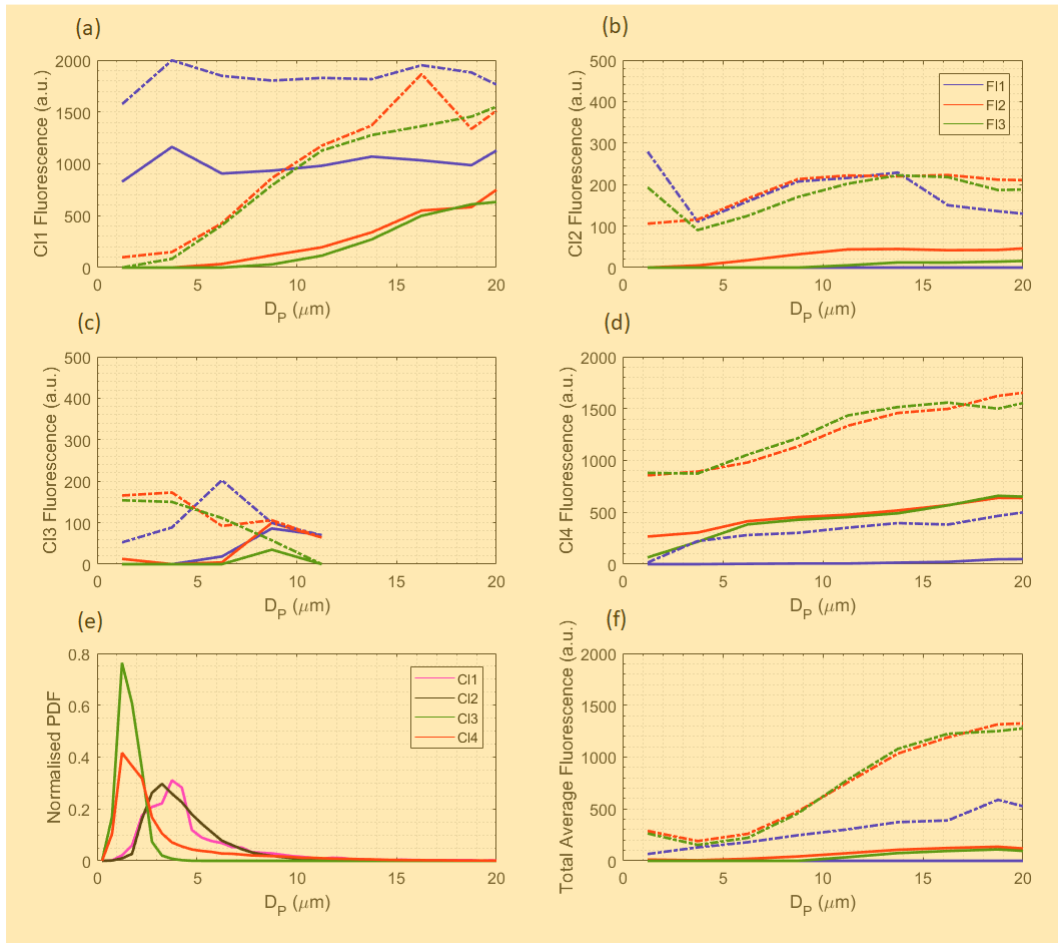 (a)
2000
1500
1000
500
0
Cl1 Fluorescence (a.u.)
0 5 10 15 20
D_P (μm)
(b)
500
400
300
200
100
0
Cl2 Fluorescence (a.u.)
Fl1
Fl2
Fl3
0 5 10 15 20
D_P (μm)
(c)
500
400
300
200
100
0
Cl3 Fluorescence (a.u.)
0 5 10 15 20
D_P (μm)
(d)
2000
1500
1000
500
0
Cl4 Fluorescence (a.u.)
0 5 10 15 20
D_P (μm)
(e)
0.8
0.6
0.4
0.2
0
Normalised PDF
Cl1
Cl2
Cl3
Cl4
0 5 10 15 20
D_P (μm)
(f)
2000
1500
1000
500
0
Total Average Fluorescence (a.u.)
0 5 10 15 20
D_P (μm)